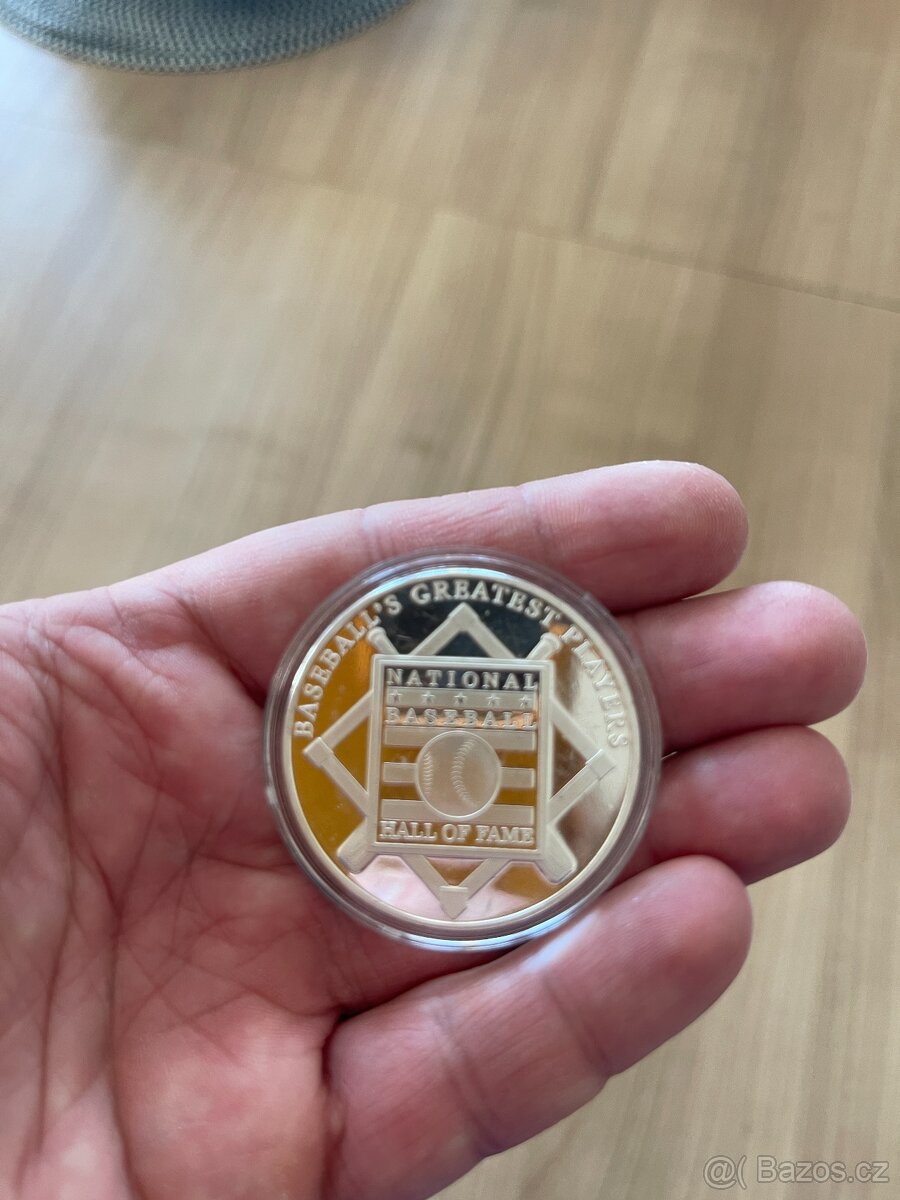 BASEBALL'S GREATEST PLAYERS
NATIONAL
BASEBALL
HALL OF FAME
@( Bazos.cz